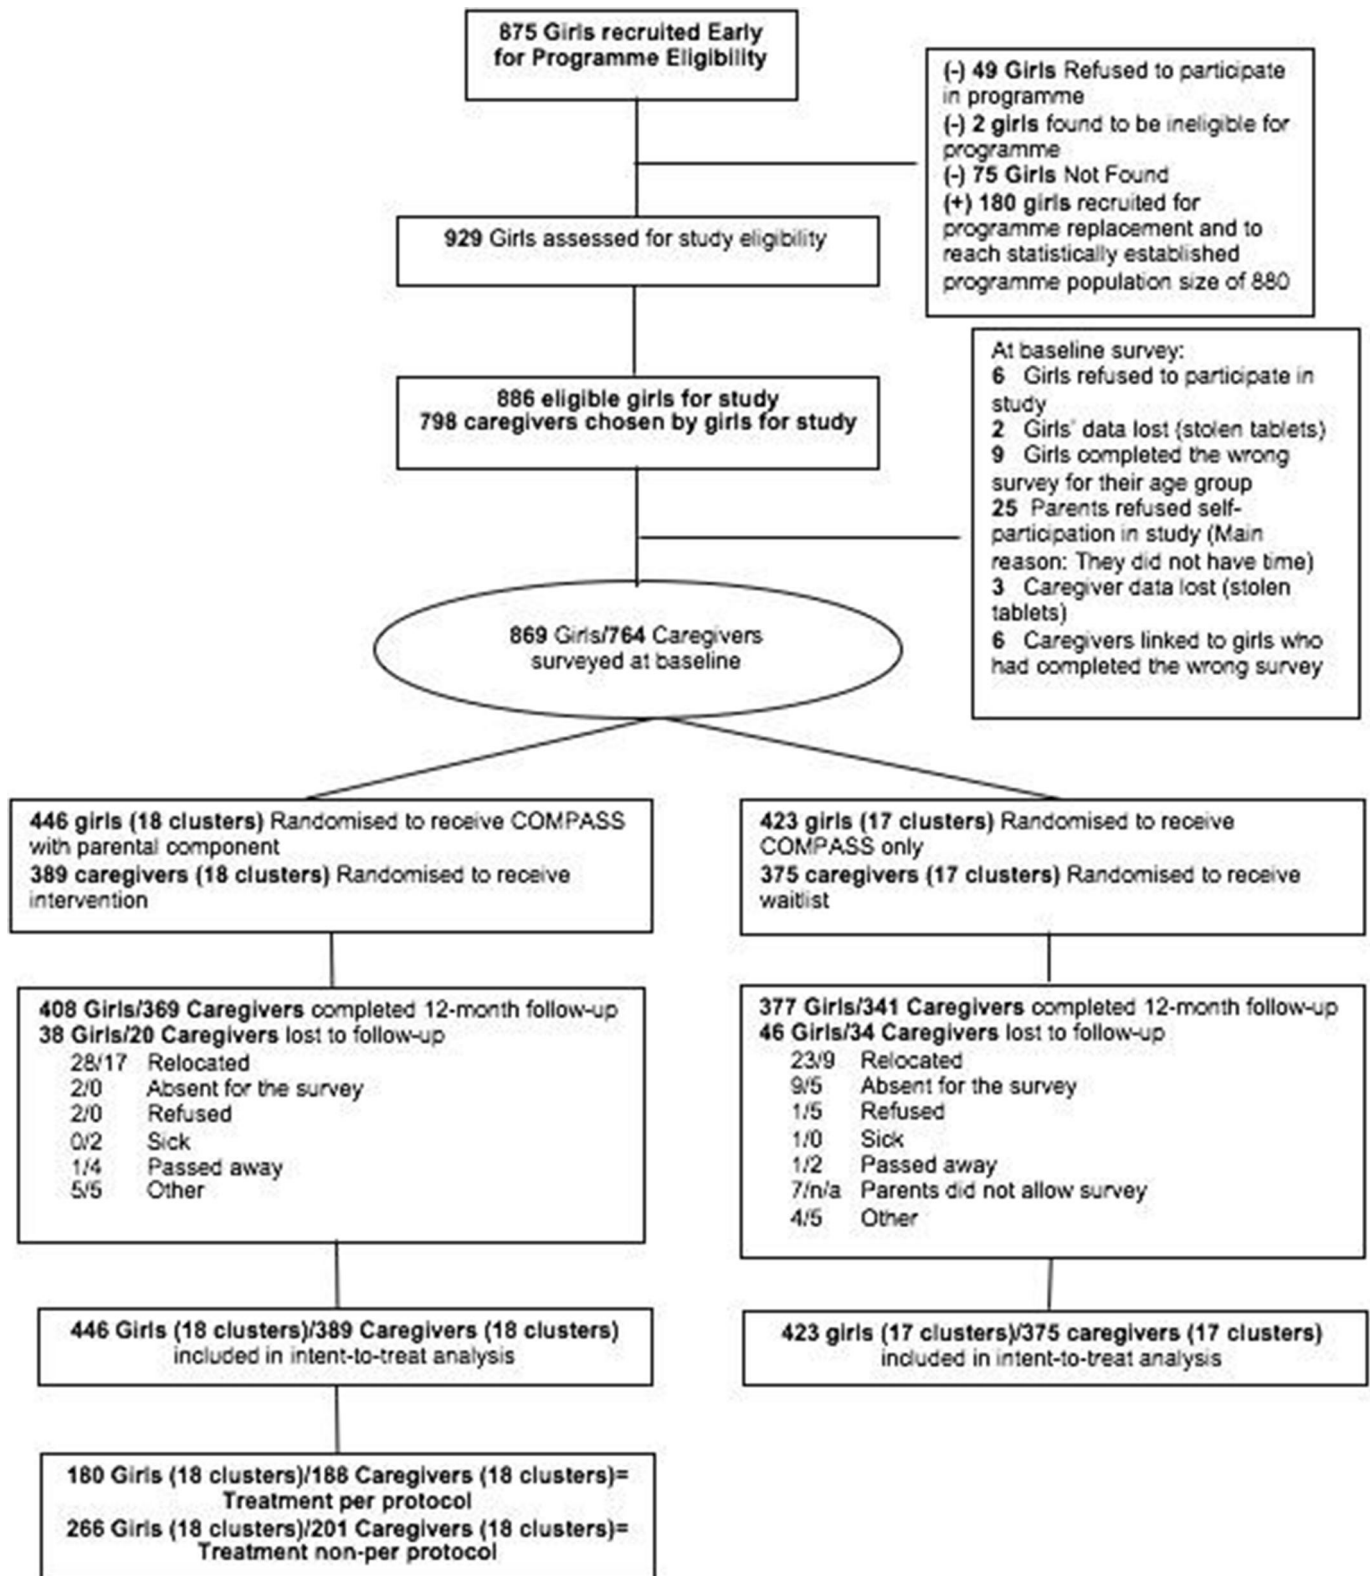 875 Girls recruited Early
for Programme Eligibility
(-) 49 Girls Refused to participate
in programme
(-) 2 girls found to be ineligible for
programme
(-) 75 Girls Not Found
(+) 180 girls recruited for
programme replacement and to
reach statistically established
programme population size of 880
929 Girls assessed for study eligibility
886 eligible girls for study
798 caregivers chosen by girls for study
At baseline survey:
6 Girls refused to participate in
study
2 Girls' data lost (stolen tablets)
9 Girls completed the wrong
survey for their age group
25 Parents refused self-
participation in study (Main
reason: They did not have time)
3 Caregiver data lost (stolen
tablets)
6 Caregivers linked to girls who
had completed the wrong survey
869 Girls/764 Caregivers
surveyed at baseline
446 girls (18 clusters) Randomised to receive COMPASS
with parental component
389 caregivers (18 clusters) Randomised to receive
intervention
423 girls (17 clusters) Randomised to receive
COMPASS only
375 caregivers (17 clusters) Randomised to receive
waitlist
408 Girls/369 Caregivers completed 12-month follow-up
38 Girls/20 Caregivers lost to follow-up
28/17 Relocated
2/0 Absent for the survey
2/0 Refused
0/2 Sick
1/4 Passed away
5/5 Other
377 Girls/341 Caregivers completed 12-month follow-up
46 Girls/34 Caregivers lost to follow-up
23/9 Relocated
9/5 Absent for the survey
1/5 Refused
1/0 Sick
1/2 Passed away
7/n/a Parents did not allow survey
4/5 Other
446 Girls (18 clusters)/389 Caregivers (18 clusters)
included in intent-to-treat analysis
423 girls (17 clusters)/375 caregivers (17 clusters)
included in intent-to-treat analysis
180 Girls (18 clusters)/188 Caregivers (18 clusters)=
Treatment per protocol
266 Girls (18 clusters)/201 Caregivers (18 clusters)=
Treatment non-per protocol